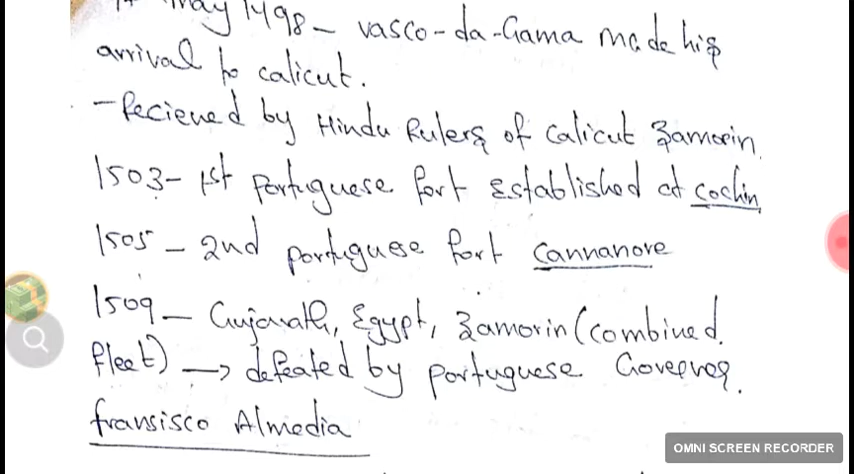 May 1498 - Vasco-da-Gama made his
arrival to calicut.
- Recieved by Hindu Rulers of Calicut Zamorin.
1503 - 1st Portuguese fort Established at cochin
1505 - 2nd portuguese fort Cannanore
1509 - Gujarath, Egypt, Zamorin (combined
fleet) → defeated by portuguese Governer
fransisco Almedia
OMNI SCREEN RECORDER